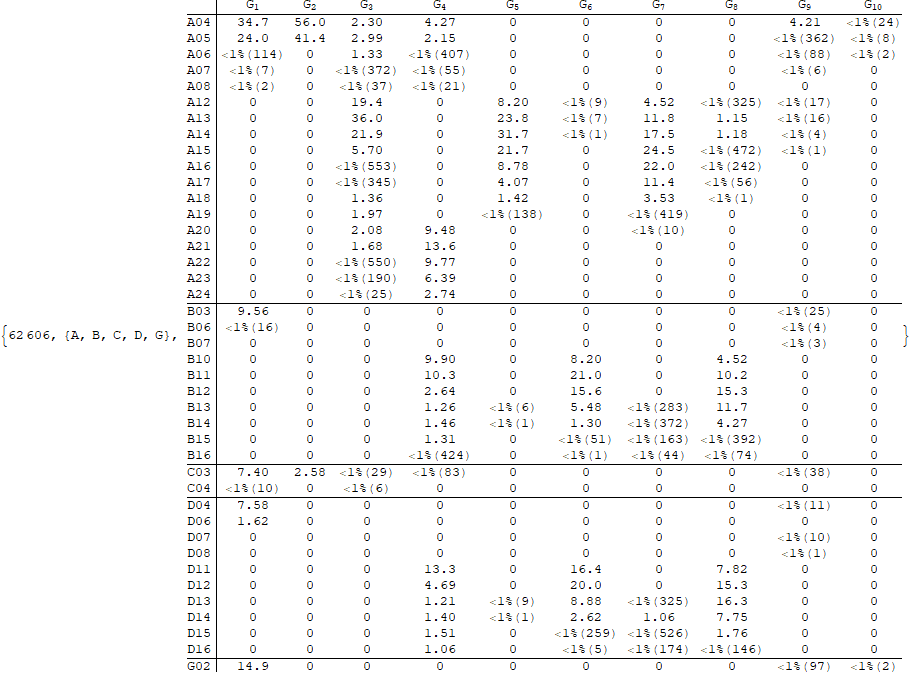 G1 G2 G3 G4 G5 G6 G7 G8 G9 G10
A04 34.7 56.0 2.30 4.27 0 0 0 0 4.21 <1%(24)
A05 24.0 41.4 2.99 2.15 0 0 0 0 <1%(362) <1%(8)
A06 <1%(114) 0 1.33 <1%(407) 0 0 0 0 <1%(88) <1%(2)
A07 <1%(7) 0 <1%(372) <1%(55) 0 0 0 0 <1%(6) 0
A08 <1%(2) 0 <1%(37) <1%(21) 0 0 0 0 0 0
A12 0 0 19.4 0 8.20 <1%(9) 4.52 <1%(325) <1%(17) 0
A13 0 0 36.0 0 23.8 <1%(7) 11.8 1.15 <1%(16) 0
A14 0 0 21.9 0 31.7 <1%(1) 17.5 1.18 <1%(4) 0
A15 0 0 5.70 0 21.7 0 24.5 <1%(472) <1%(1) 0
A16 0 0 <1%(553) 0 8.78 0 22.0 <1%(242) 0 0
A17 0 0 <1%(345) 0 4.07 0 11.4 <1%(56) 0 0
A18 0 0 1.36 0 1.42 0 3.53 <1%(1) 0 0
A19 0 0 1.97 0 <1%(138) 0 <1%(419) 0 0 0
A20 0 0 2.08 9.48 0 0 <1%(10) 0 0 0
A21 0 0 1.68 13.6 0 0 0 0 0 0
A22 0 0 <1%(550) 9.77 0 0 0 0 0 0
A23 0 0 <1%(190) 6.39 0 0 0 0 0 0
A24 0 0 <1%(25) 2.74 0 0 0 0 0 0
B03 9.56 0 0 0 0 0 0 0 <1%(25) 0
B06 <1%(16) 0 0 0 0 0 0 0 <1%(4) 0
{62 606, {A, B, C, D, G}, B07 0 0 0 0 0 0 0 0 <1%(3) 0 }
B10 0 0 0 9.90 0 8.20 0 4.52 0 0
B11 0 0 0 10.3 0 21.0 0 10.2 0 0
B12 0 0 0 2.64 0 15.6 0 15.3 0 0
B13 0 0 0 1.26 <1%(6) 5.48 <1%(283) 11.7 0 0
B14 0 0 0 1.46 <1%(1) 1.30 <1%(372) 4.27 0 0
B15 0 0 0 1.31 0 <1%(51) <1%(163) <1%(392) 0 0
B16 0 0 0 <1%(424) 0 <1%(1) <1%(44) <1%(74) 0 0
C03 7.40 2.58 <1%(29) <1%(83) 0 0 0 0 <1%(38) 0
C04 <1%(10) 0 <1%(6) 0 0 0 0 0 0 0
D04 7.58 0 0 0 0 0 0 0 <1%(11) 0
D06 1.62 0 0 0 0 0 0 0 0 0
D07 0 0 0 0 0 0 0 0 <1%(10) 0
D08 0 0 0 0 0 0 0 0 <1%(1) 0
D11 0 0 0 13.3 0 16.4 0 7.82 0 0
D12 0 0 0 4.69 0 20.0 0 15.3 0 0
D13 0 0 0 1.21 <1%(9) 8.88 <1%(325) 16.3 0 0
D14 0 0 0 1.40 <1%(1) 2.62 1.06 7.75 0 0
D15 0 0 0 1.51 0 <1%(259) <1%(526) 1.76 0 0
D16 0 0 0 1.06 0 <1%(5) <1%(174) <1%(146) 0 0
G02 14.9 0 0 0 0 0 0 0 <1%(97) <1%(2)